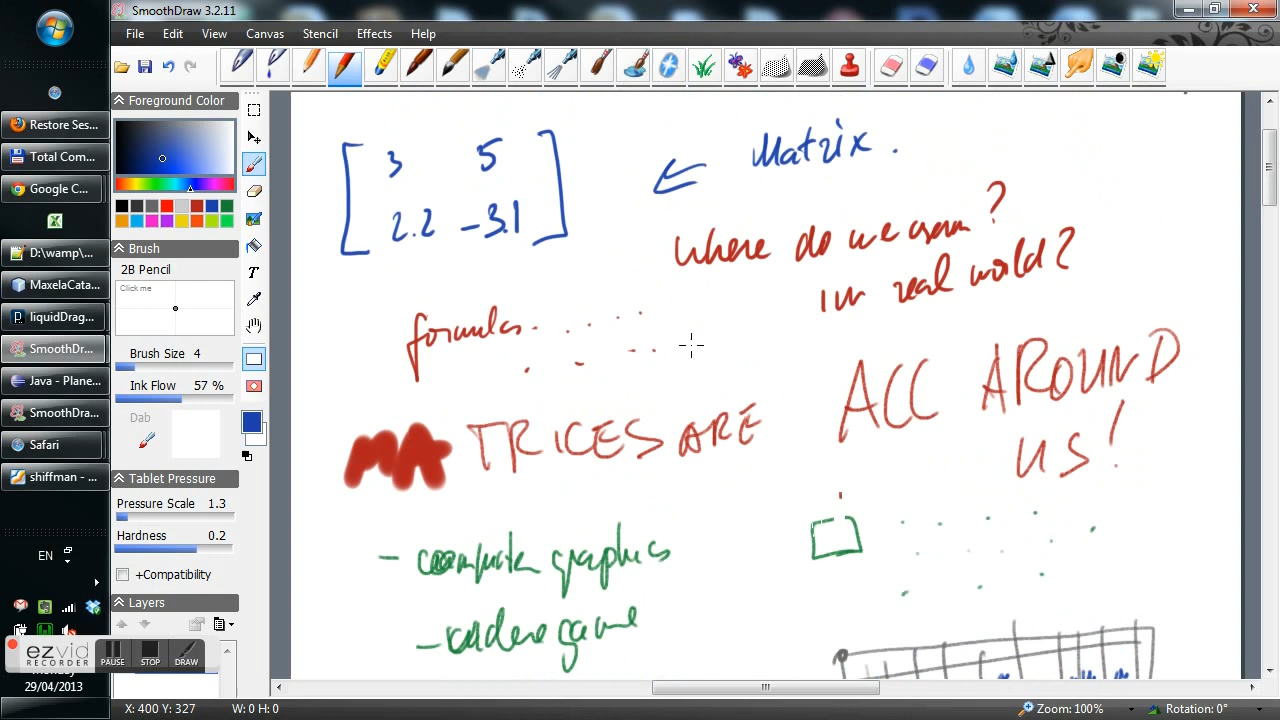 SmoothDraw 3.2.11
File Edit View Canvas Stencil Effects Help
Foreground Color
Restore Ses...
Total Com...
Google C...
D:\wamp\...
MaxelaCata...
liquidDrag...
SmoothDra...
Java - Plane...
SmoothDra...
Safari
shiffman ...
Brush
2B Pencil
Click me
Brush Size 4
Ink Flow 57 %
Dab
Tablet Pressure
Pressure Scale 1.3
Hardness 0.2
+Compatibility
Layers
EN
ezvid
RECORDER
PAUSE STOP DRAW
29/04/2013
3 5
2.2 -3.1
Matrix.
where do we ?
in real world?
formulas
MATRICES ARE ALL AROUND
US!
- computer graphics
- game
X: 400 Y: 327 W: 0 H: 0 Zoom: 100% Rotation: 0°